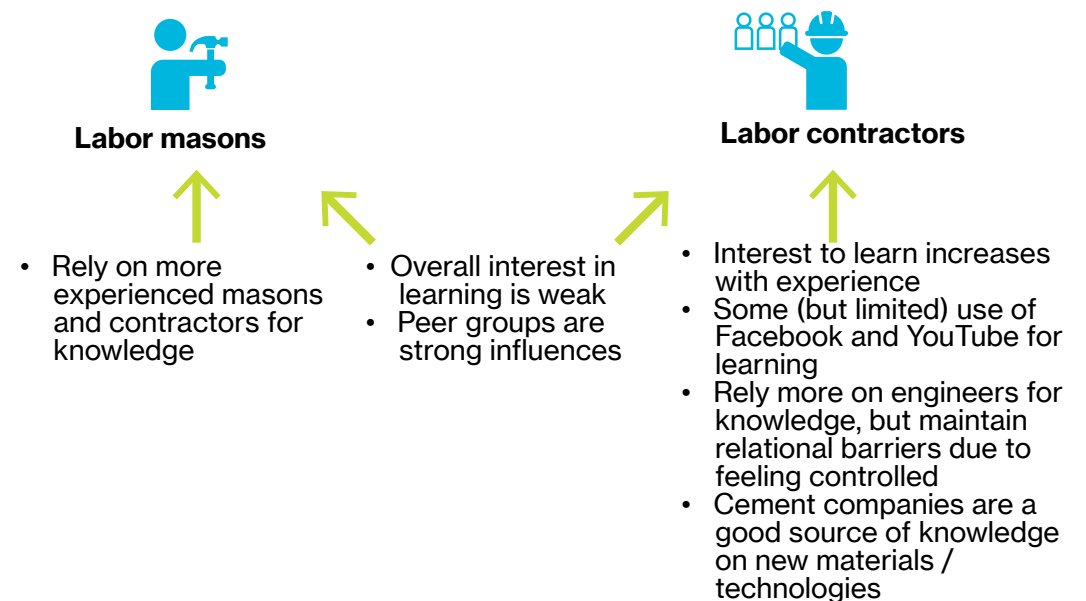 Labor masons
Labor contractors
• Rely on more
experienced masons
and contractors for
knowledge
• Overall interest in
learning is weak
• Peer groups are
strong influences
• Interest to learn increases
with experience
• Some (but limited) use of
Facebook and YouTube for
learning
• Rely more on engineers for
knowledge, but maintain
relational barriers due to
feeling controlled
• Cement companies are a
good source of knowledge
on new materials /
technologies